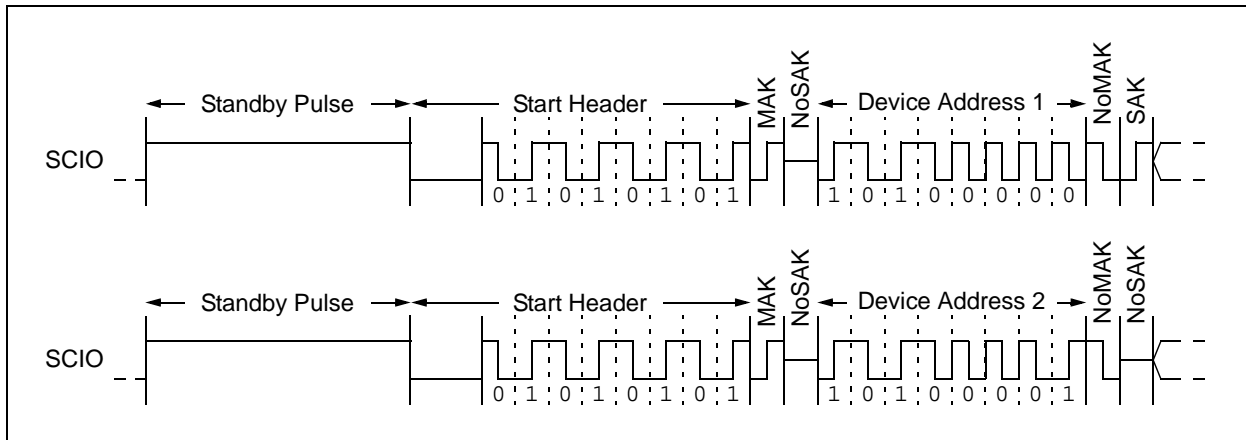 Standby Pulse Start Header MAK NoSAK Device Address 1 NoMAK SAK
SCIO
0 1 0 1 0 1 0 1 1 0 1 0 0 0 0 0
Standby Pulse Start Header MAK NoSAK Device Address 2 NoMAK NoSAK
SCIO
0 1 0 1 0 1 0 1 1 0 1 0 0 0 0 1